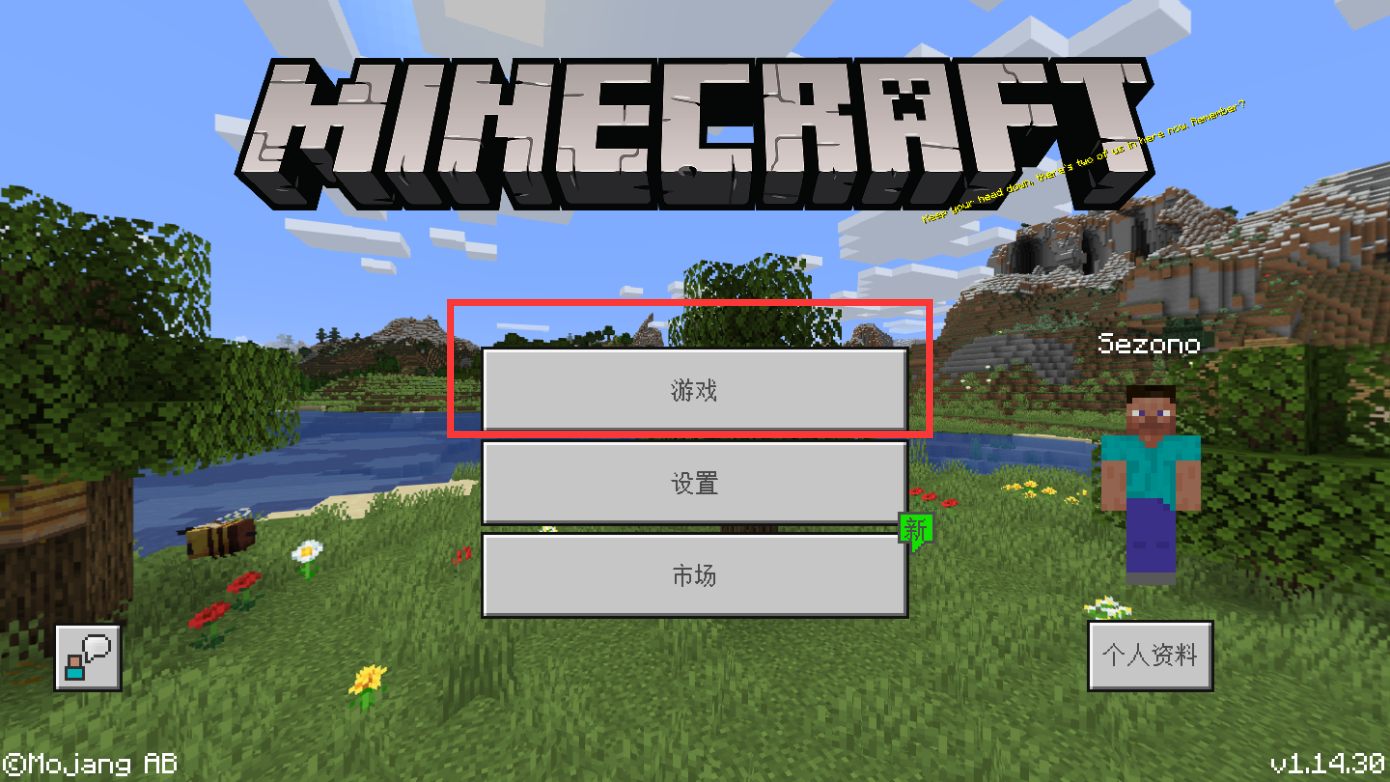 MINECRAFT
Keep your head down, there's two of us in here now. Remember?
Sezono
游戏
设置
新
市场
个人资料
©Mojang AB
v1.14.30